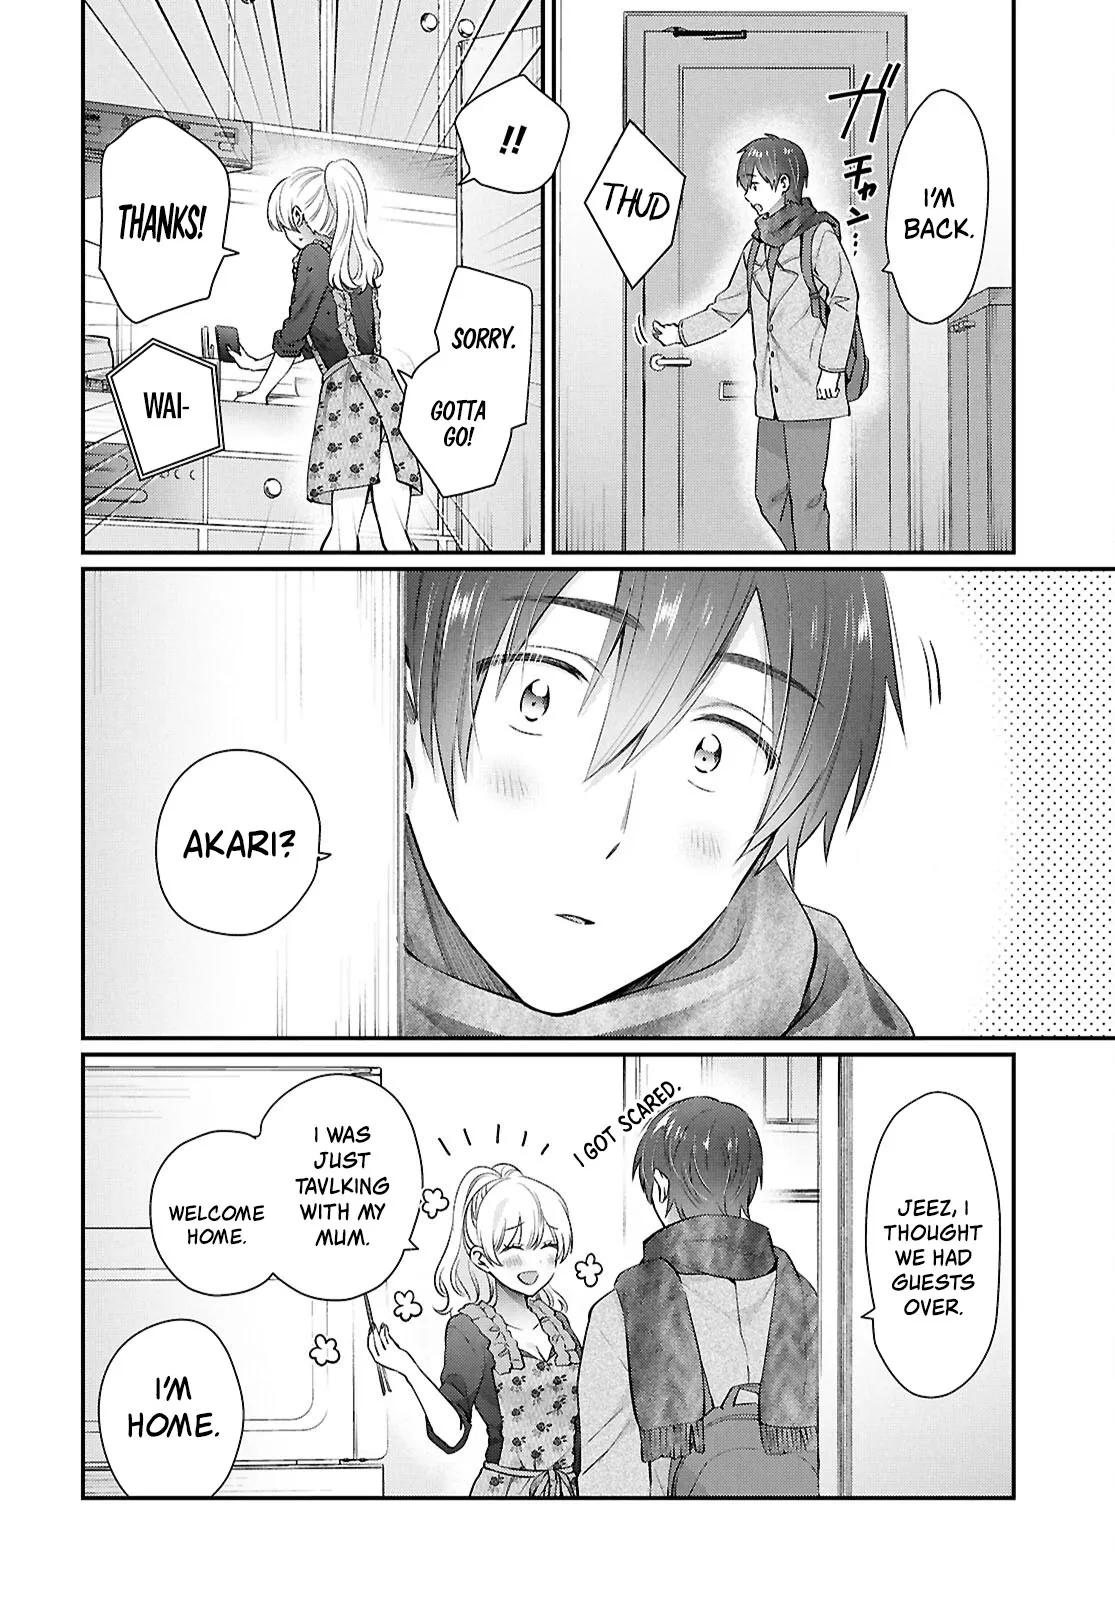 I'M
BACK.
ガチャン…
THUD
!!
SORRY.
GOTTA
GO!
THANKS!
WAI-
AKARI?
JEEZ, I
THOUGHT
WE HAD
GUESTS
OVER.
I GOT SCARED.
I WAS
JUST
TAVLKING
WITH MY
MUM.
WELCOME
HOME.
I'M
HOME.